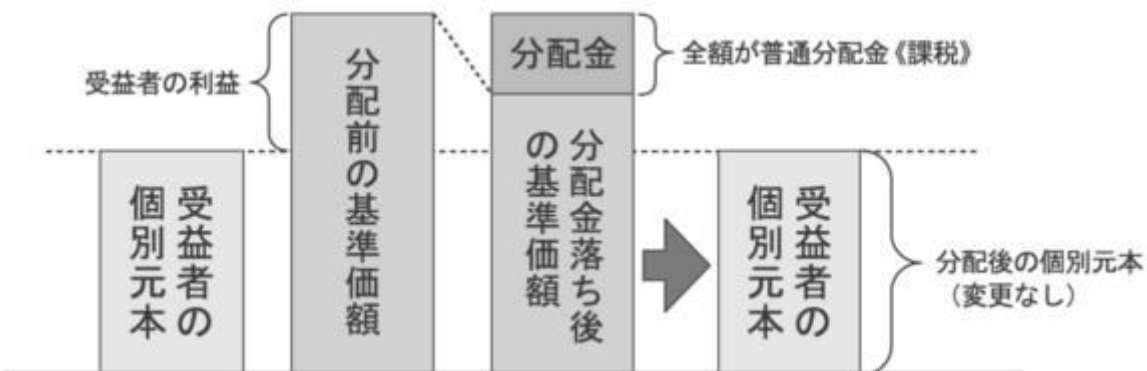 受益者の利益
受益者の
個別元本
分配前の基準価額
分配金
分配金落ち後
の基準価額
全額が普通分配金《課税》
受益者の
個別元本
分配後の個別元本
（変更なし）